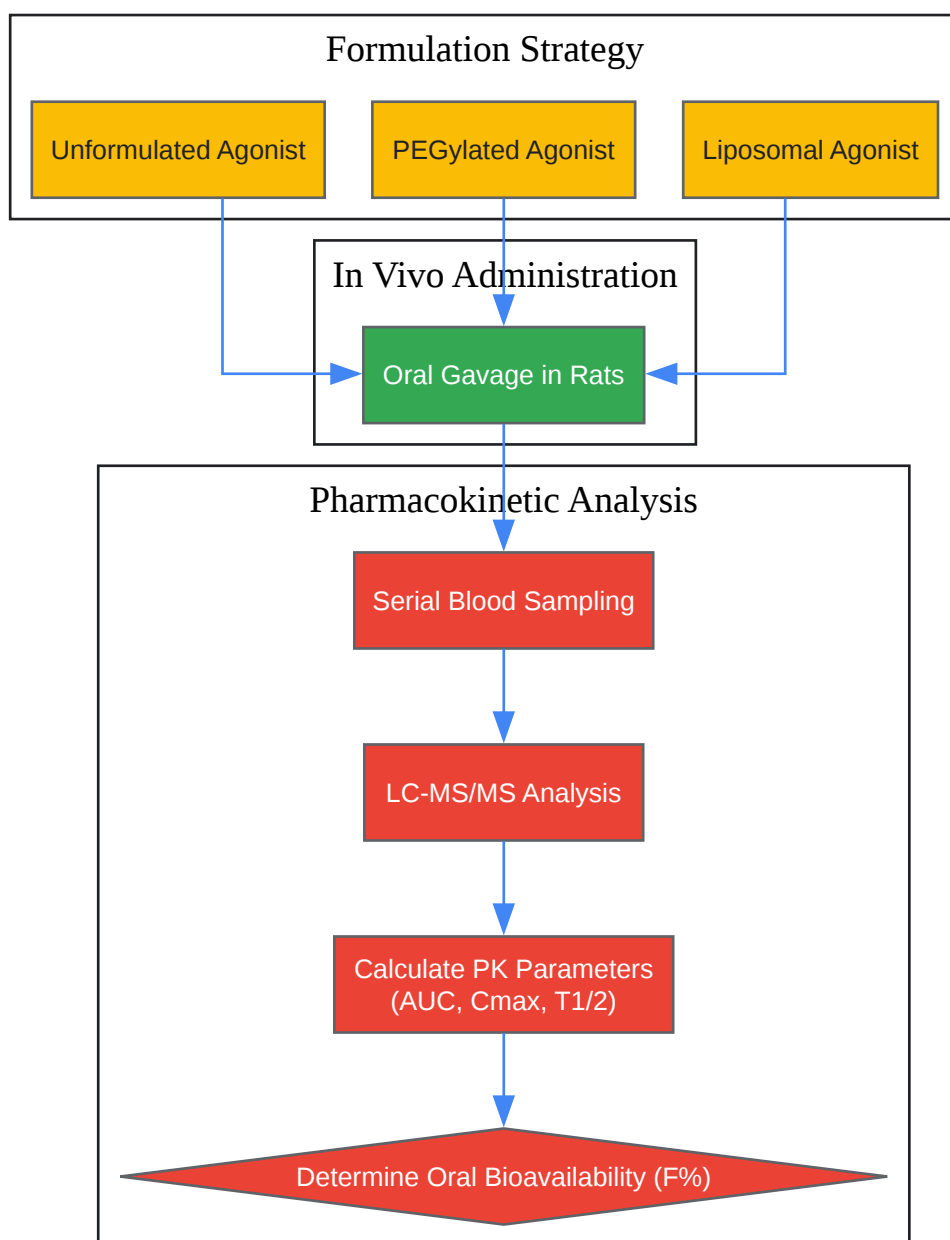 Formulation Strategy
Unformulated Agonist
PEGylated Agonist
Liposomal Agonist
In Vivo Administration
Oral Gavage in Rats
Pharmacokinetic Analysis
Serial Blood Sampling
LC-MS/MS Analysis
Calculate PK Parameters
(AUC, Cmax, T1/2)
Determine Oral Bioavailability (F%)